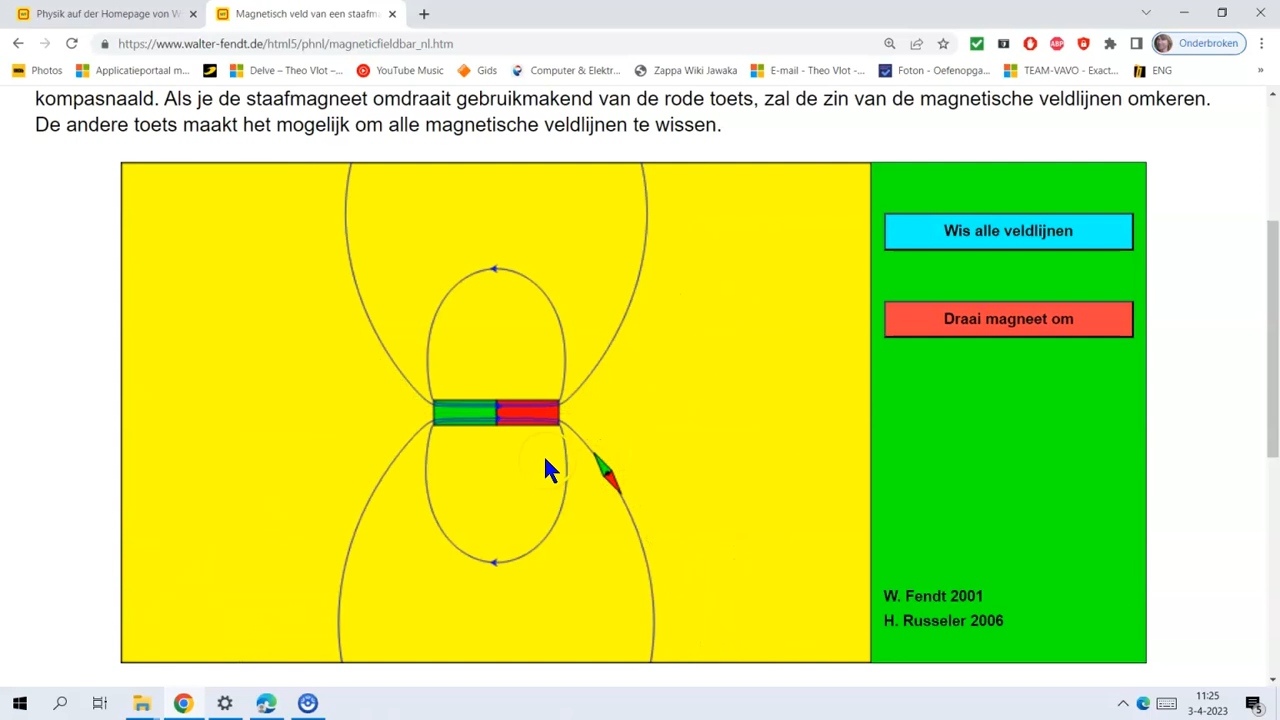 Physik auf der Homepage von W
Magnetisch veld van een staafma
https://www.walter-fendt.de/html5/phnl/magneticfieldbar_nl.htm
ABP
Onderbroken
Photos
Applicatieportaal m...
Delve – Theo Vlot –...
YouTube Music
Gids
Computer & Elektr...
Zappa Wiki Jawaka
E-mail - Theo Vlot -...
Foton - Oefenopga...
TEAM-VAVO - Exact...
ENG
»
kompasnaald. Als je de staafmagneet omdraait gebruikmakend van de rode toets, zal de zin van de magnetische veldlijnen omkeren.
De andere toets maakt het mogelijk om alle magnetische veldlijnen te wissen.
Wis alle veldlijnen
Draai magneet om
W. Fendt 2001
H. Russeler 2006
11:25
3-4-2023
5